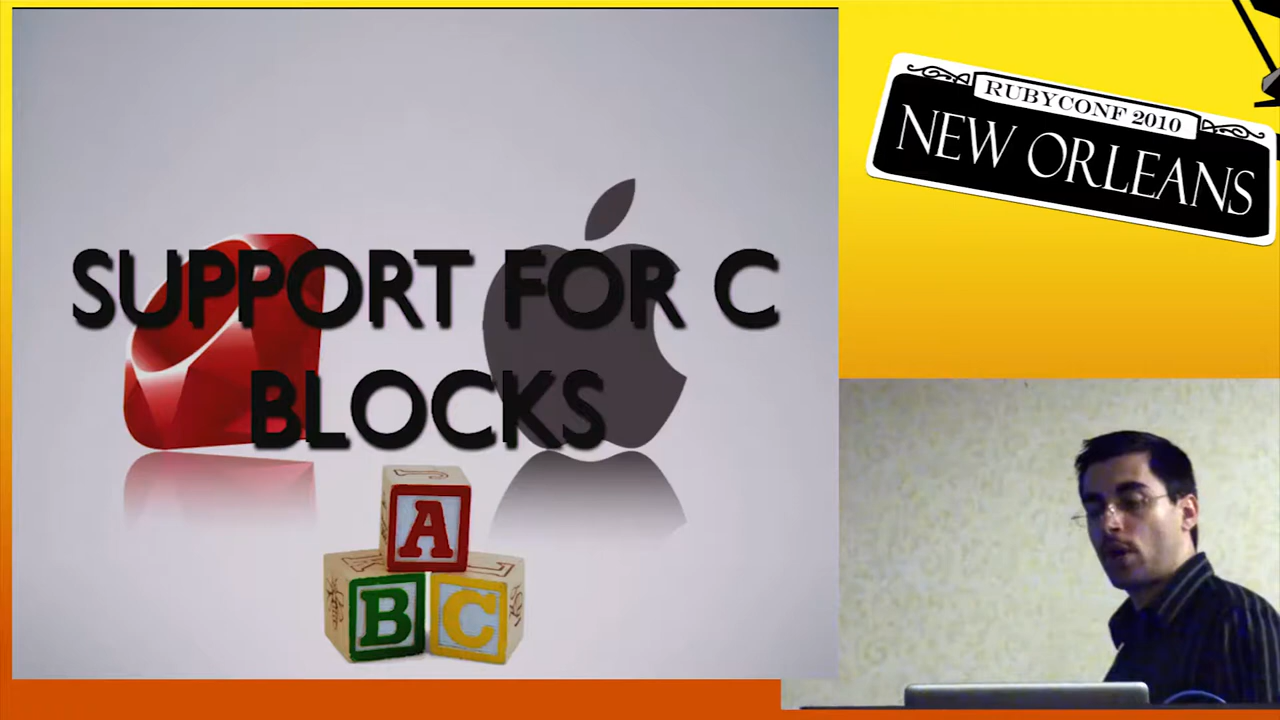 SUPPORT FOR C
BLOCKS
A
B C
RUBYCONF 2010
NEW ORLEANS